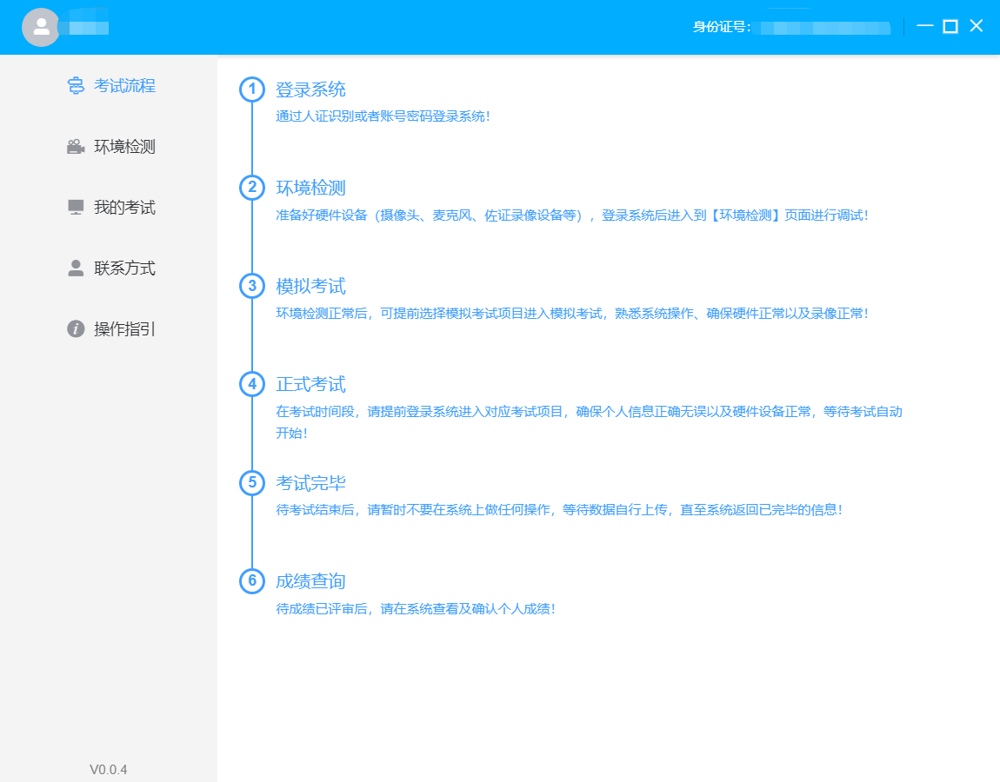 身份证号：
考试流程
环境检测
我的考试
联系方式
操作指引
V0.0.4
1 登录系统
通过人证识别或者账号密码登录系统！
2 环境检测
准备好硬件设备（摄像头、麦克风、佐证录像设备等），登录系统后进入到【环境检测】页面进行调试！
3 模拟考试
环境检测正常后，可提前选择模拟考试项目进入模拟考试，熟悉系统操作、确保硬件正常以及录像正常！
4 正式考试
在考试时间段，请提前登录系统进入对应考试项目，确保个人信息正确无误以及硬件设备正常，等待考试自动
开始！
5 考试完毕
待考试结束后，请暂时不要在系统上做任何操作，等待数据自行上传，直至系统返回已完毕的信息！
6 成绩查询
待成绩已评审后，请在系统查看及确认个人成绩！